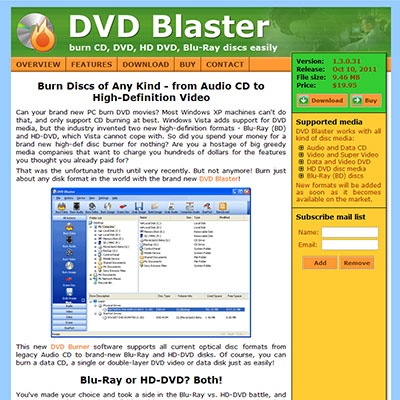 DVD Blaster
burn CD, DVD, HD DVD, Blu-Ray discs easily
OVERVIEW FEATURES DOWNLOAD BUY CONTACT
Burn Discs of Any Kind - from Audio CD to
High-Definition Video
Can your brand new PC burn DVD movies? Most Windows XP machines can't do
that, and only support CD burning at best. Windows Vista adds support for DVD
media, but the industry invented two new high-definition formats - Blu-Ray (BD)
and HD-DVD, which Vista cannot cope with. So did you spend your money for a
brand new high-def disc burner for nothing? Are you a hostage of big greedy
media companies that want to charge you hundreds of dollars for the features
you thought you already paid for?
That was the unfortunate truth until very recently. But not anymore! Burn just
about any disk format in the world with the brand new DVD Blaster!
DVD Blaster
This new DVD Burner software supports all current optical disc formats from
legacy Audio CD to brand-new Blu-Ray and HD-DVD disks. Of course, you can
burn a data CD, a single or double-layer DVD video or data disk just as easily!
Blu-Ray or HD-DVD? Both!
You've made your choice and took a side in the Blu-Ray vs. HD-DVD battle, and
Version: 1.3.0.31
Release: Oct 10, 2011
File size: 9.46 MB
Price: $19.95
Download Buy
Supported media
DVD Blaster works with all
kind of disc media:
Audio and Data CD
Video and Super Video
Data and Video DVD
HD DVD disc media
Blu-Ray (BD) discs
New formats will be added
as soon as it becomes
available on the market.
Subscribe mail list
Name:
Email:
Add Remove